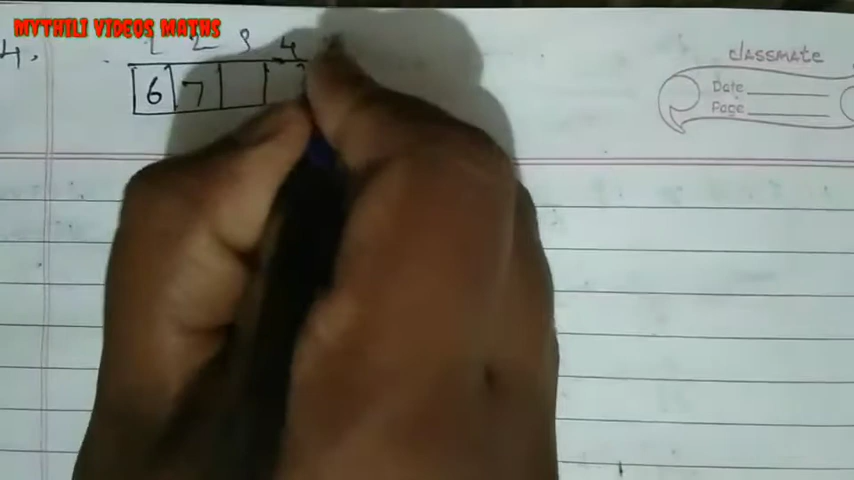 MYTHILI VIDEOS MATHS
1 2 3 4
4.
6 7
classmate
Date
Page